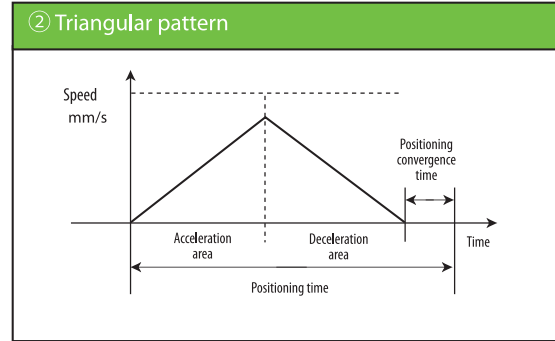 ② Triangular pattern
Speed
mm/s
Positioning
convergence
time
Time
Acceleration
area
Deceleration
area
Positioning time